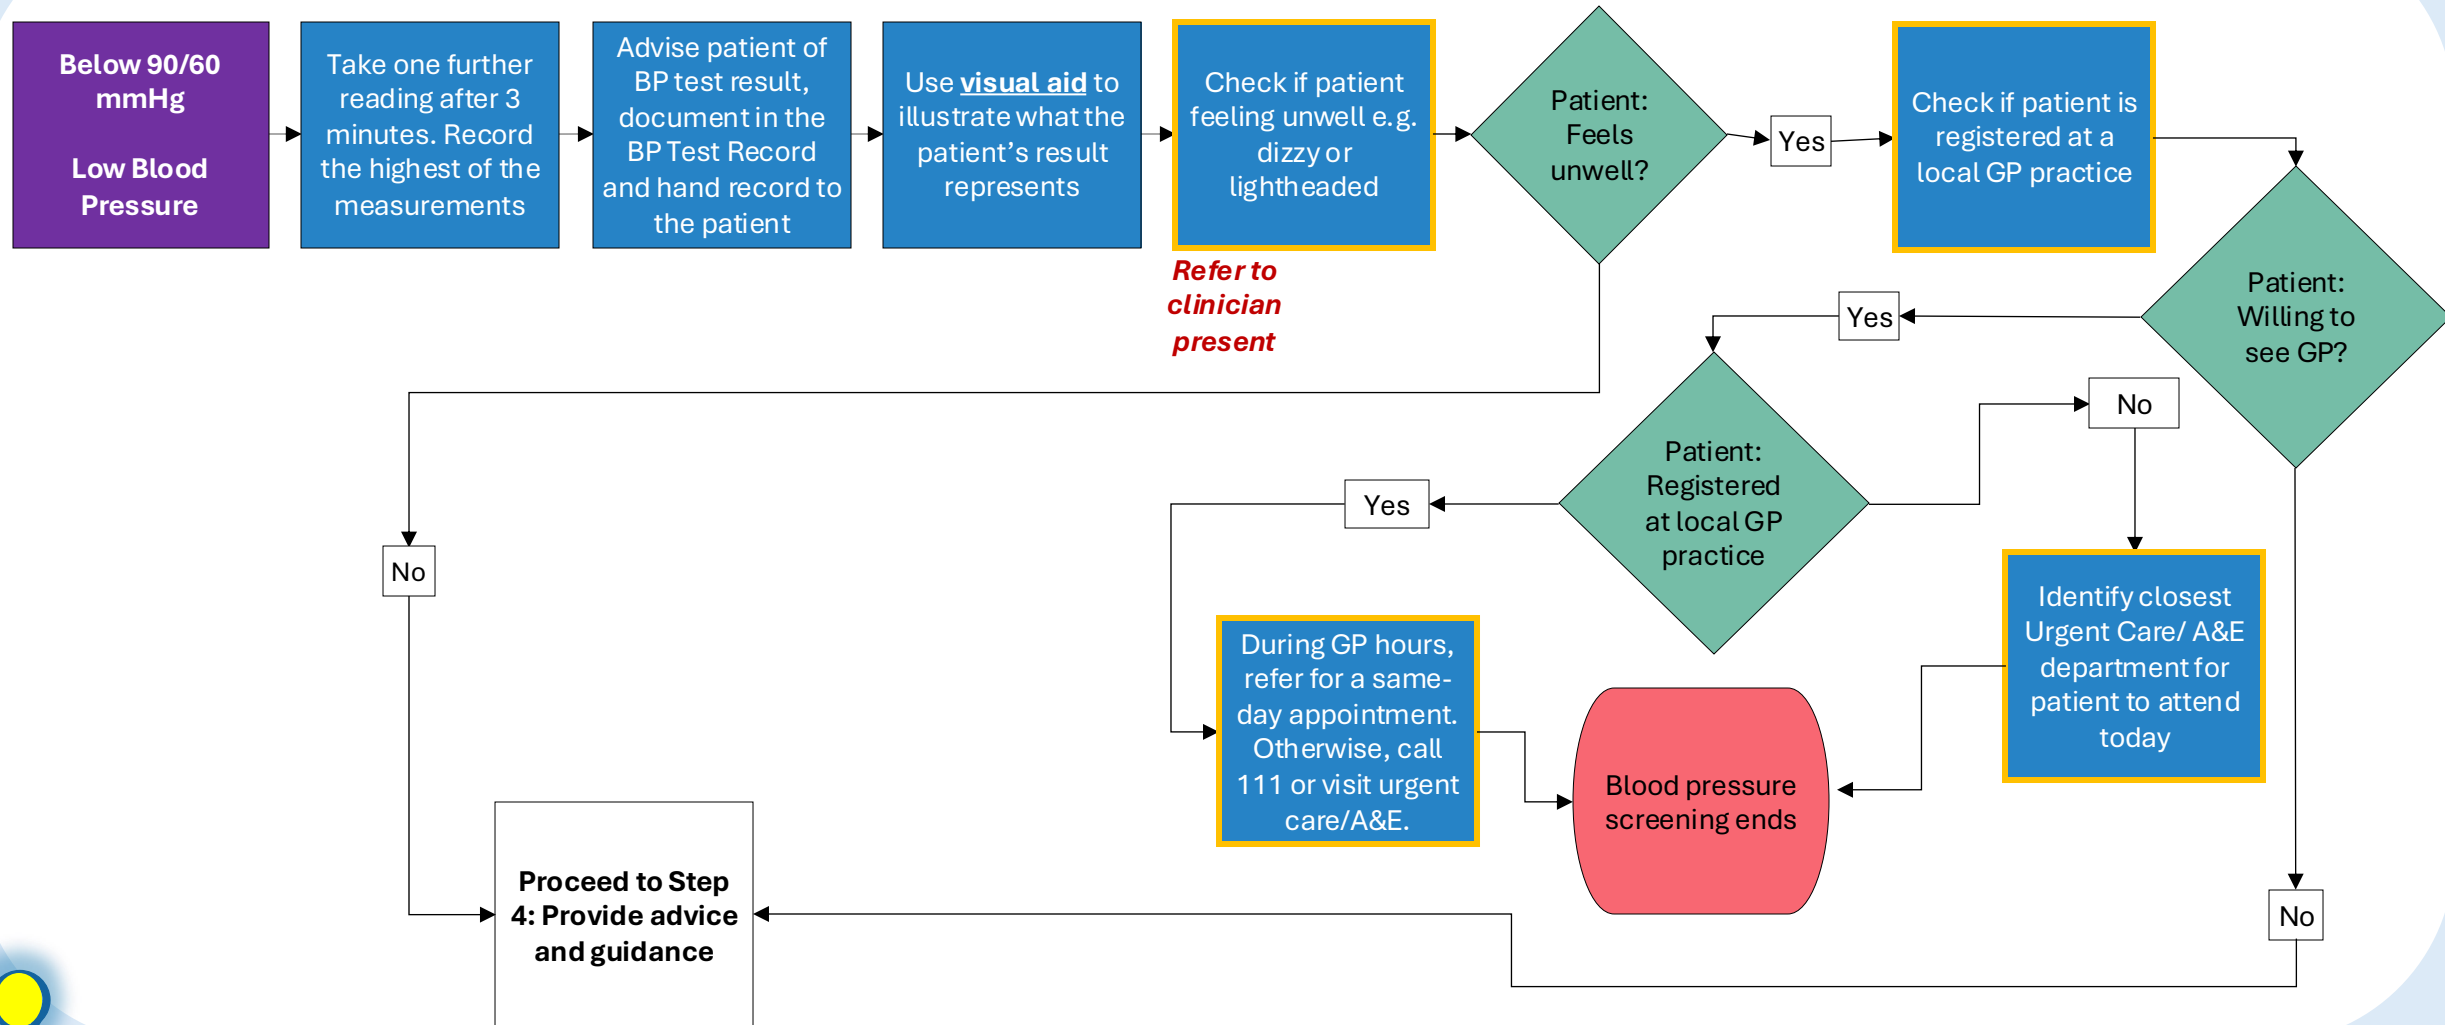 Below 90/60
mmHg
Low Blood
Pressure
Take one further
reading after 3
minutes. Record
the highest of the
measurements
Advise patient of
BP test result,
document in the
BP Test Record
and hand record to
the patient
Use visual aid to
illustrate what the
patient's result
represents
Check if patient
feeling unwell e.g.
dizzy or
lightheaded
Refer to
clinician
present
Patient:
Feels
unwell?
Yes
Check if patient is
registered at a
local GP practice
Patient:
Willing to
see GP?
Yes
No
Patient:
Registered
at local GP
practice
Yes
No
During GP hours,
refer for a same-
day appointment.
Otherwise, call
111 or visit urgent
care/A&E.
Identify closest
Urgent Care/ A&E
department for
patient to attend
today
Blood pressure
screening ends
Proceed to Step
4: Provide advice
and guidance
No